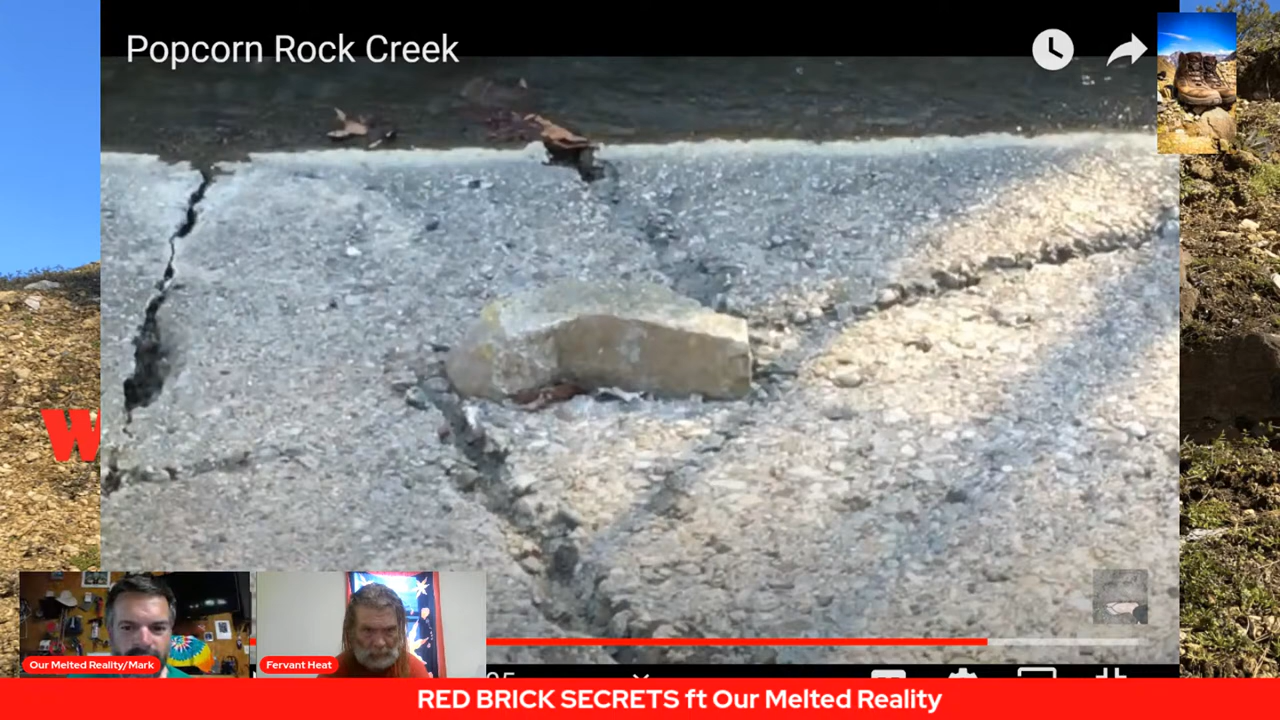 Popcorn Rock Creek
W
Our Melted Reality/Mark
Fervant Heat
RED BRICK SECRETS ft Our Melted Reality